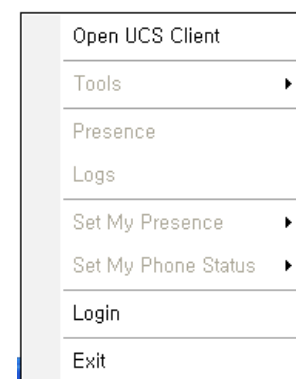 Open UCS Client
Tools
Presence
Logs
Set My Presence
Set My Phone Status
Login
Exit